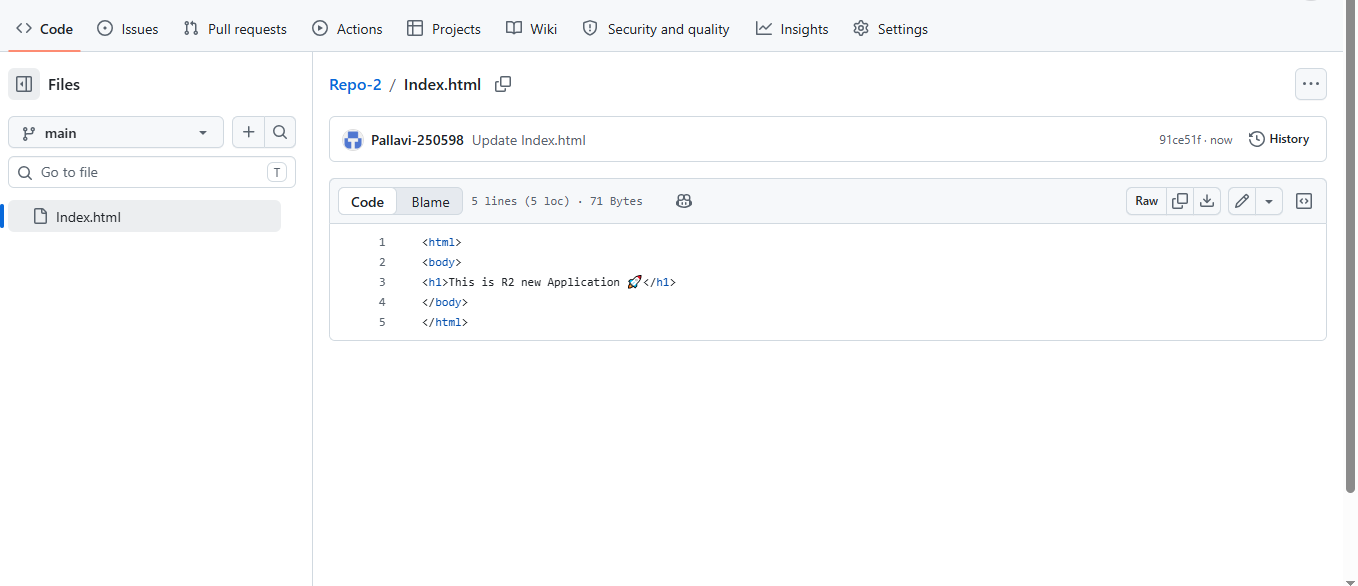 Code Issues Pull requests Actions Projects Wiki Security and quality Insights Settings
Files
main
Go to file T
Index.html
Repo-2 / Index.html
Pallavi-250598 Update Index.html 91ce51f · now History
Code Blame 5 lines (5 loc) · 71 Bytes Raw
1 <html>
2 <body>
3 <h1>This is R2 new Application 🚀</h1>
4 </body>
5 </html>